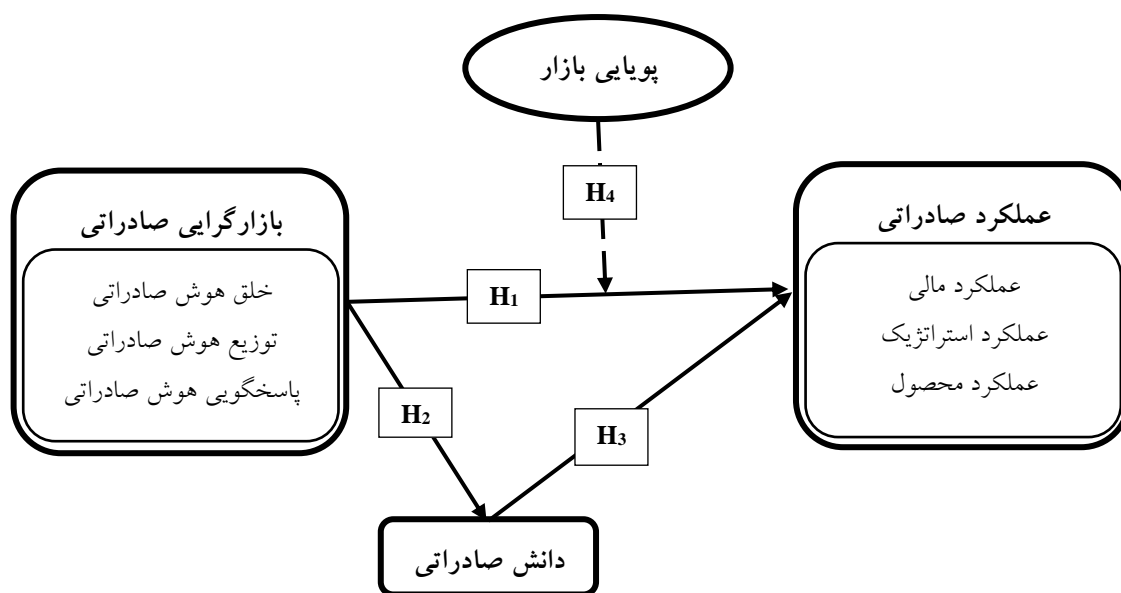 پویایی بازار
H4
بازارگرایی صادراتی
خلق هوش صادراتی
توزیع هوش صادراتی
پاسخگویی هوش صادراتی
H1
عملکرد صادراتی
عملکرد مالی
عملکرد استراتژیک
عملکرد محصول
H2
H3
دانش صادراتی